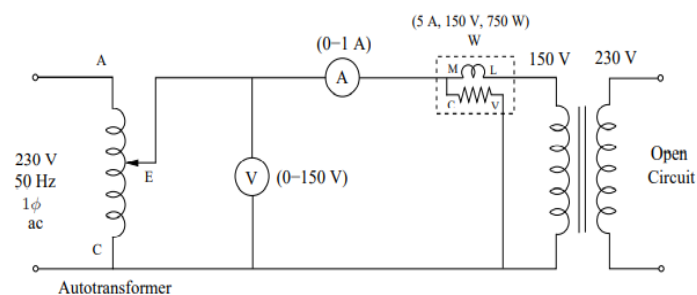 (5 A, 150 V, 750 W)
W
(0−1 A)
150 V 230 V
A
A
M L
C V
230 V
50 Hz
1ϕ
ac
E
V
(0−150 V)
Open
Circuit
C
Autotransformer